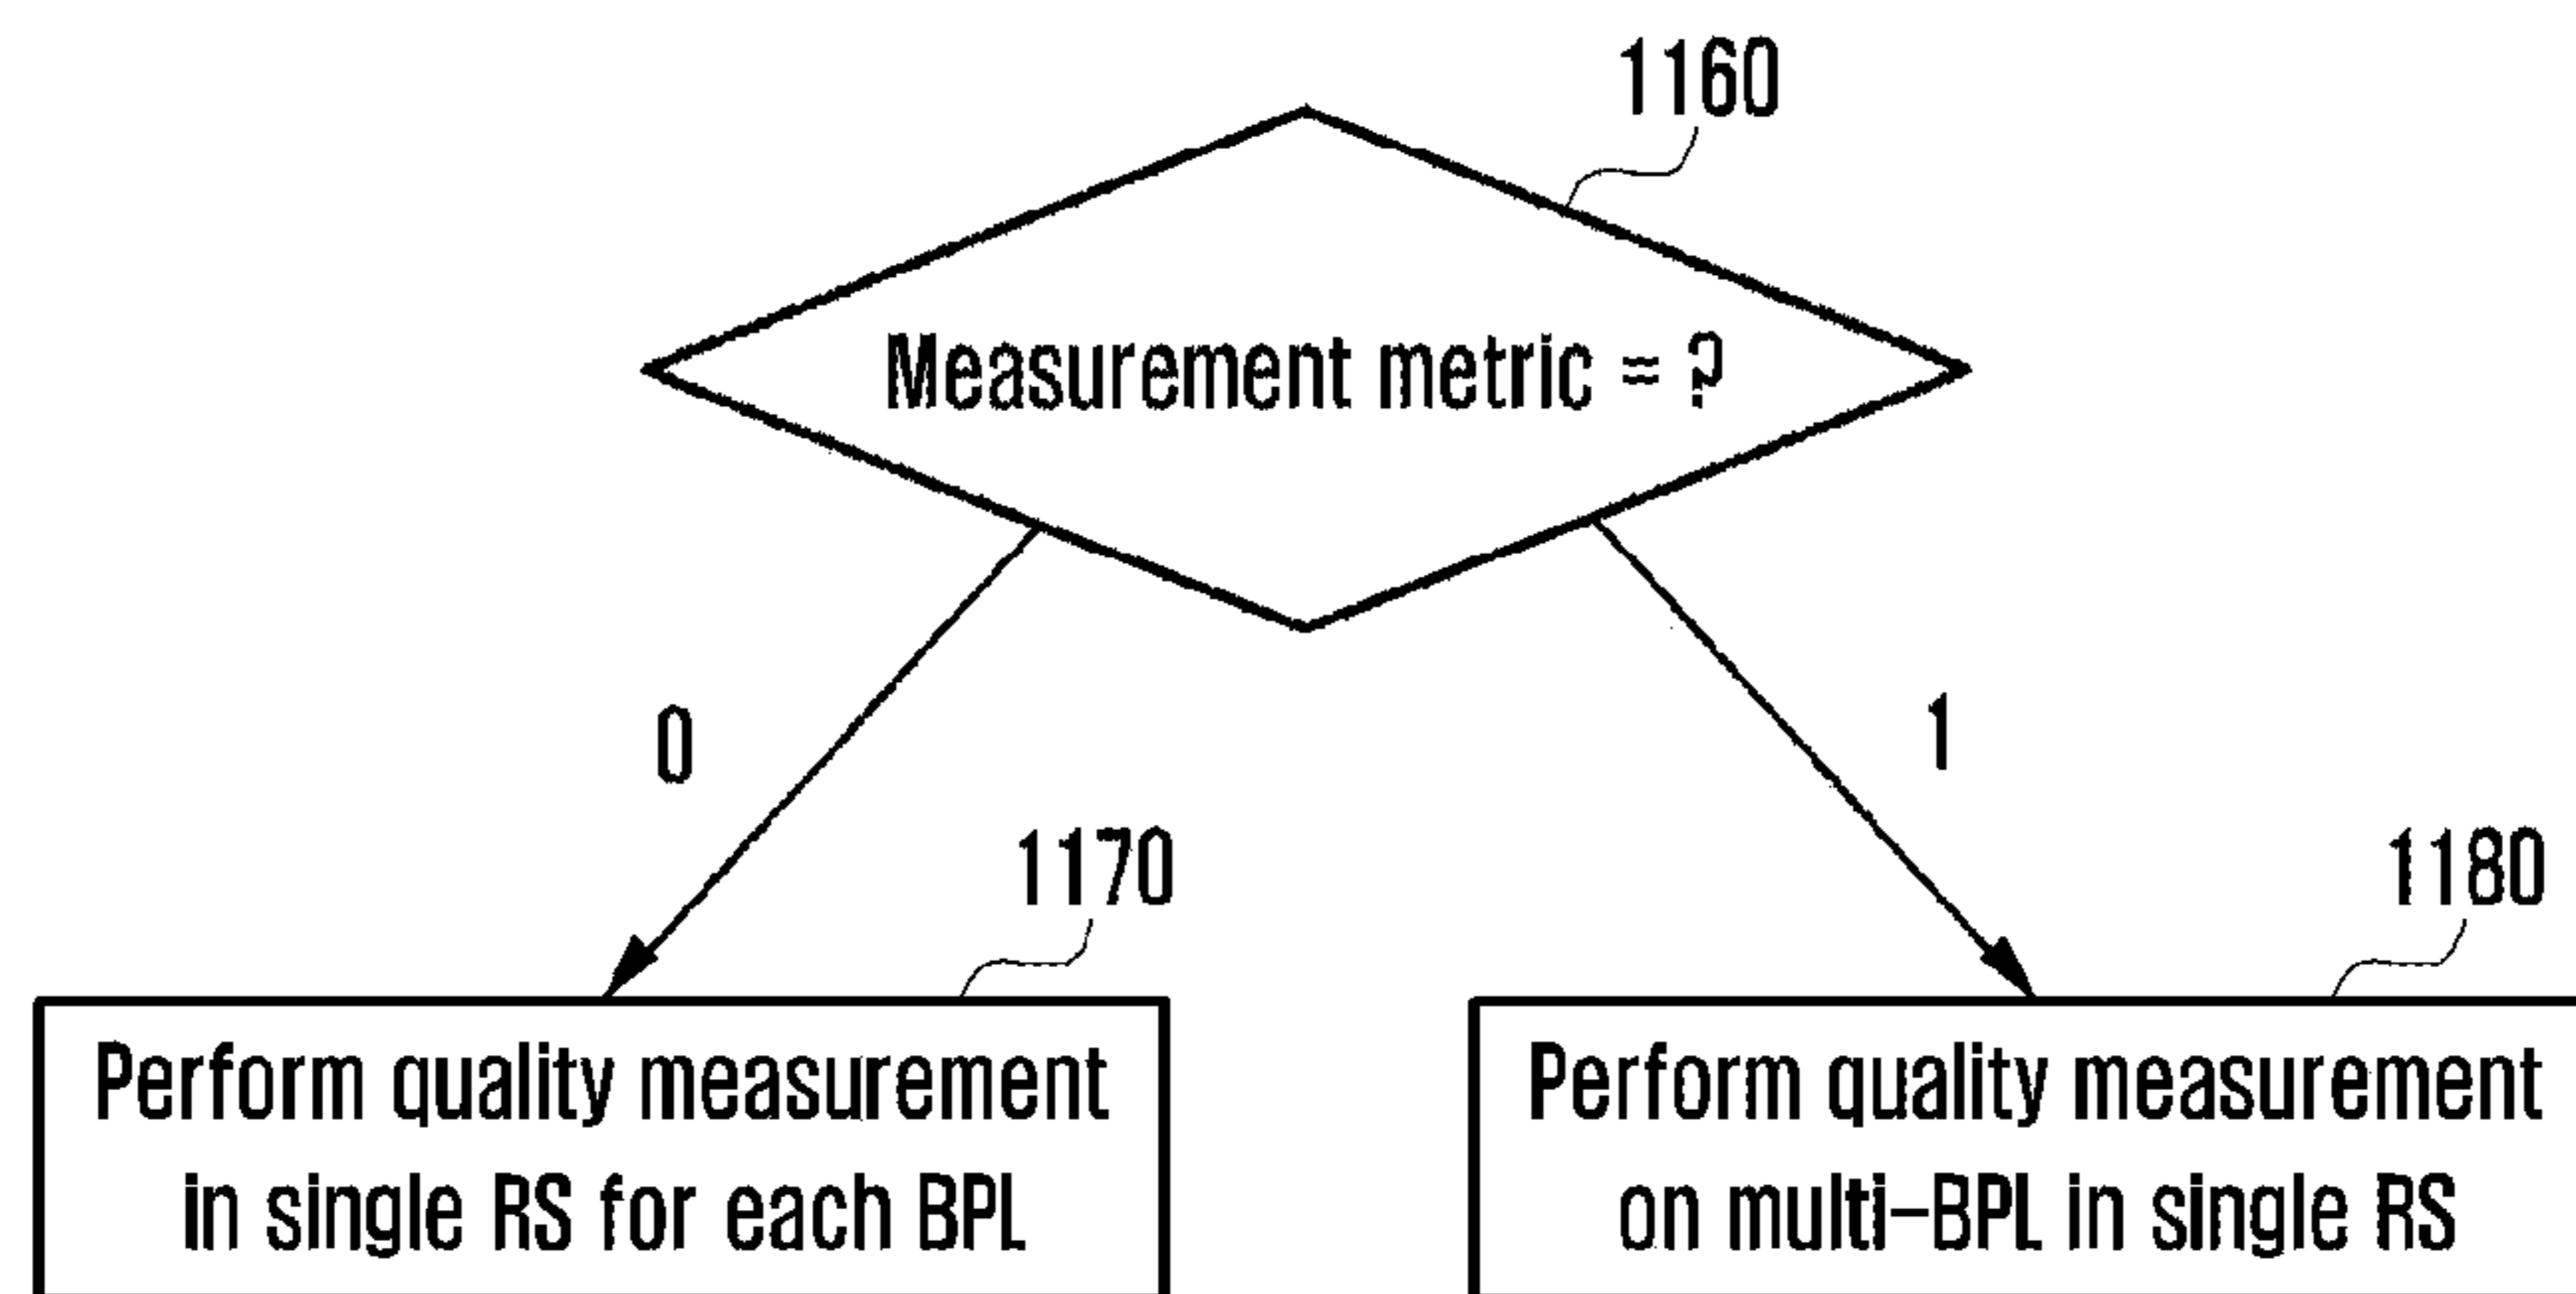 1160
Measurement metric = ?
0
1
1170
1180
Perform quality measurement
in single RS for each BPL
Perform quality measurement
on multi-BPL in single RS